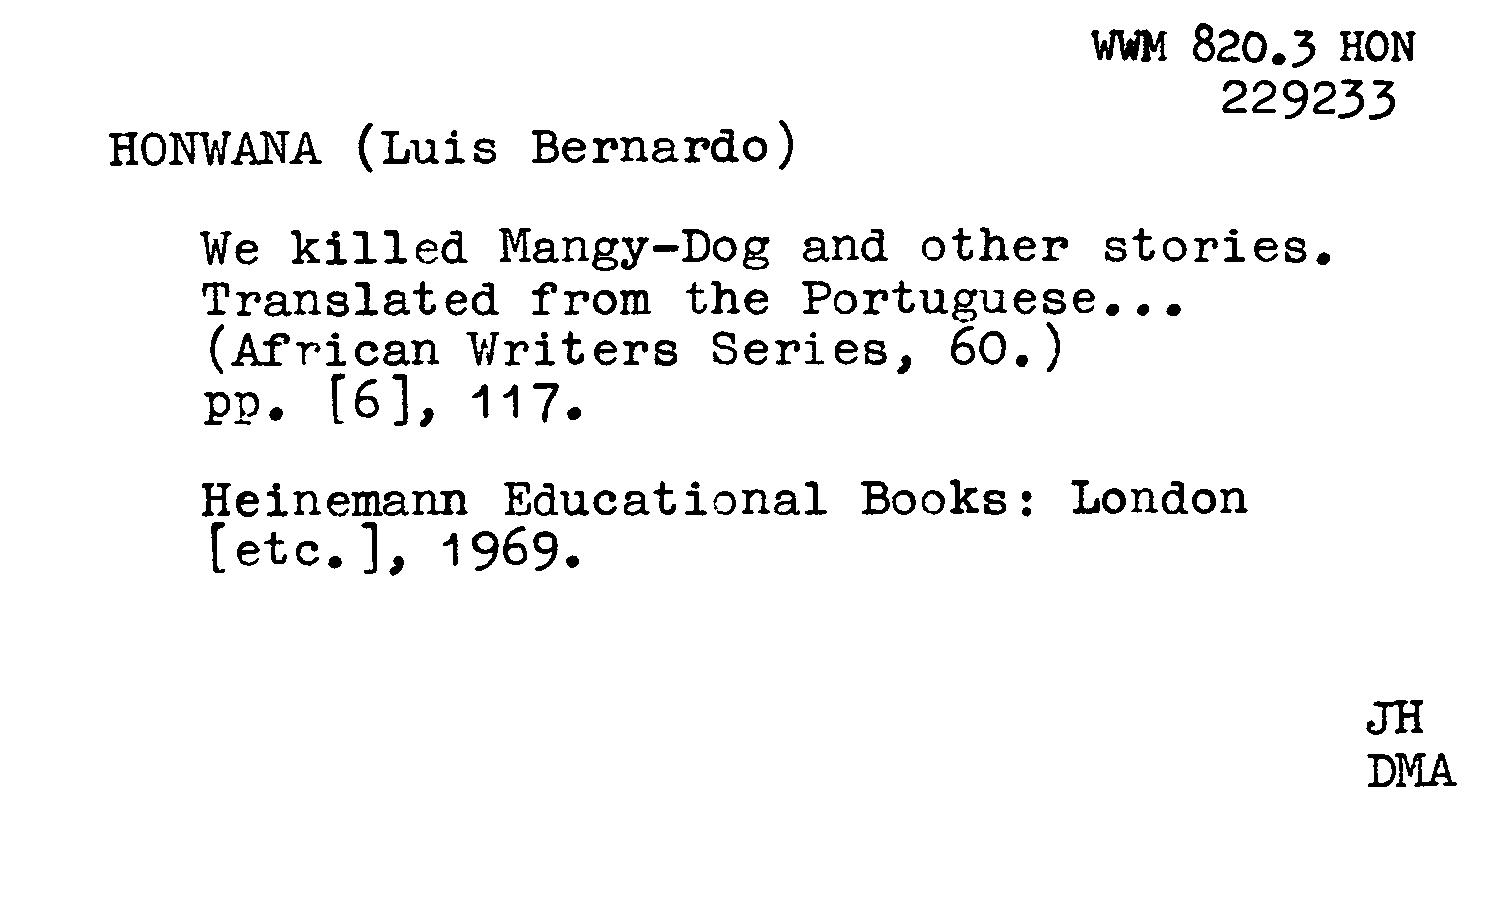 WWM 820.3 HON
229233
HONWANA (Luis Bernardo)
We killed Mangy-Dog and other stories.
Translated from the Portuguese...
(African Writers Series, 60.)
pp. [6], 117.
Heinemann Educational Books: London
[etc.], 1969.
JH
DMA